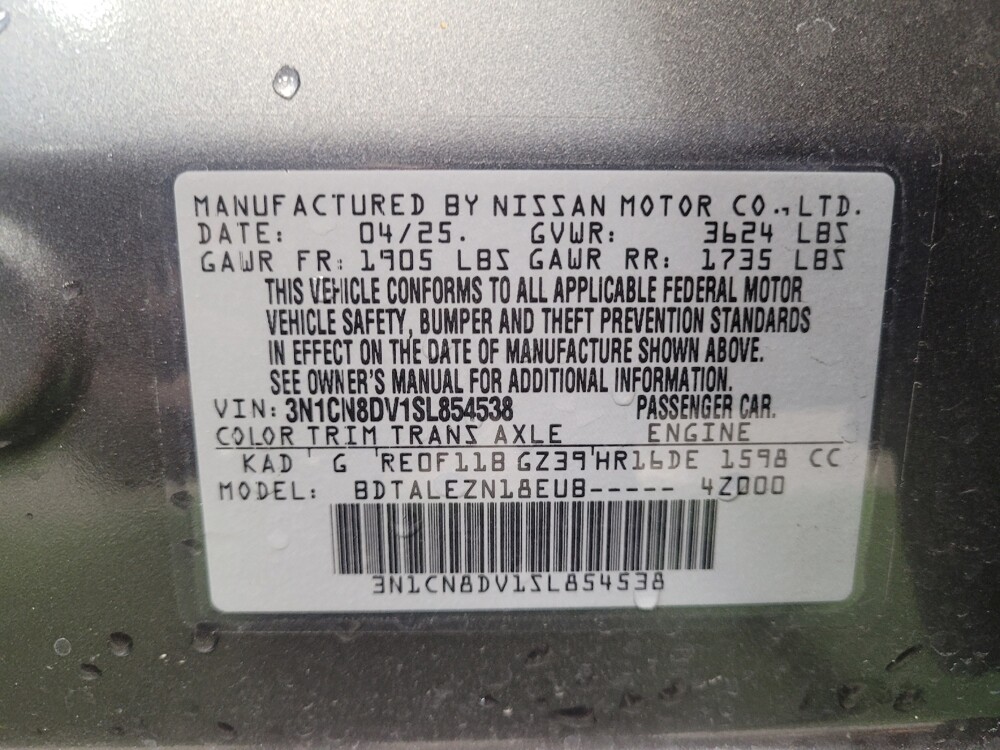 MANUFACTURED BY NISSAN MOTOR CO., LTD.
DATE: 04/25. GVWR: 3624 LBS
GAWR FR: 1905 LBS GAWR RR: 1735 LBS
THIS VEHICLE CONFORMS TO ALL APPLICABLE FEDERAL MOTOR
VEHICLE SAFETY, BUMPER AND THEFT PREVENTION STANDARDS
IN EFFECT ON THE DATE OF MANUFACTURE SHOWN ABOVE.
SEE OWNER'S MANUAL FOR ADDITIONAL INFORMATION.
VIN: 3N1CN8DV1SL854538 PASSENGER CAR.
COLOR TRIM TRANS AXLE ENGINE
KAD G RE0F11B GZ39 HR16DE 1598 CC
MODEL: BDTALEZN18EUB----- 4Z000
3N1CN8DV1SL854538